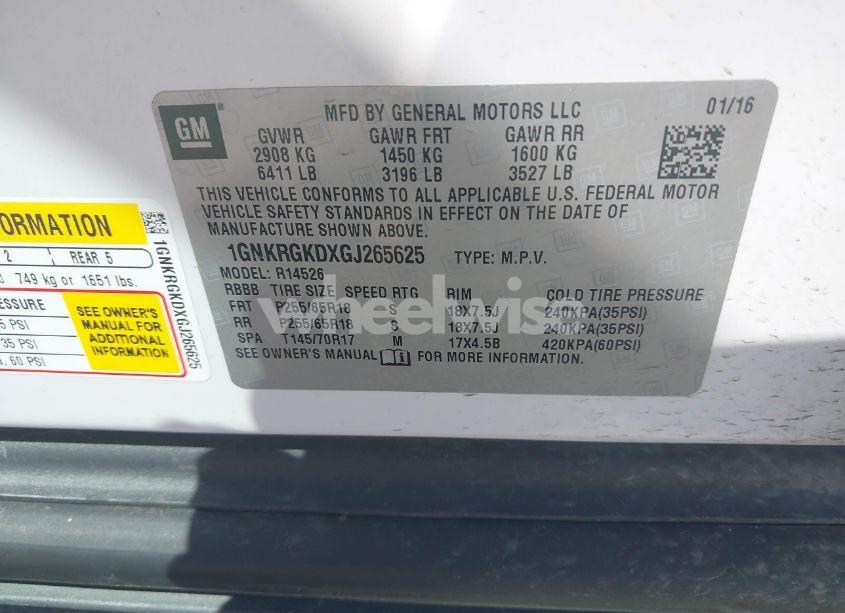 GM
MFD BY GENERAL MOTORS LLC 01/16
GVWR GAWR FRT GAWR RR
2908 KG 1450 KG 1600 KG
6411 LB 3196 LB 3527 LB
THIS VEHICLE CONFORMS TO ALL APPLICABLE U.S. FEDERAL MOTOR
VEHICLE SAFETY STANDARDS IN EFFECT ON THE DATE OF
MANUFACTURE SHOWN ABOVE.
1GNKRGKDXGJ265625 TYPE: M.P.V.
MODEL: R14526
RBBB TIRE SIZE SPEED RTG RIM COLD TIRE PRESSURE
FRT P255/65R18 S 18X7.5J 240KPA(35PSI)
RR P255/65R18 S 18X7.5J 240KPA(35PSI)
SPA T145/70R17 M 17X4.5B 420KPA(60PSI)
SEE OWNER'S MANUAL FOR MORE INFORMATION.
wheelvisa
ORMATION
2 REAR 5
749 kg or 1651 lbs.
SSURE
5 PSI
35 PSI
, 60 PSI
SEE OWNER'S
MANUAL FOR
ADDITIONAL
INFORMATION
1GNKRGKDXGJ265625